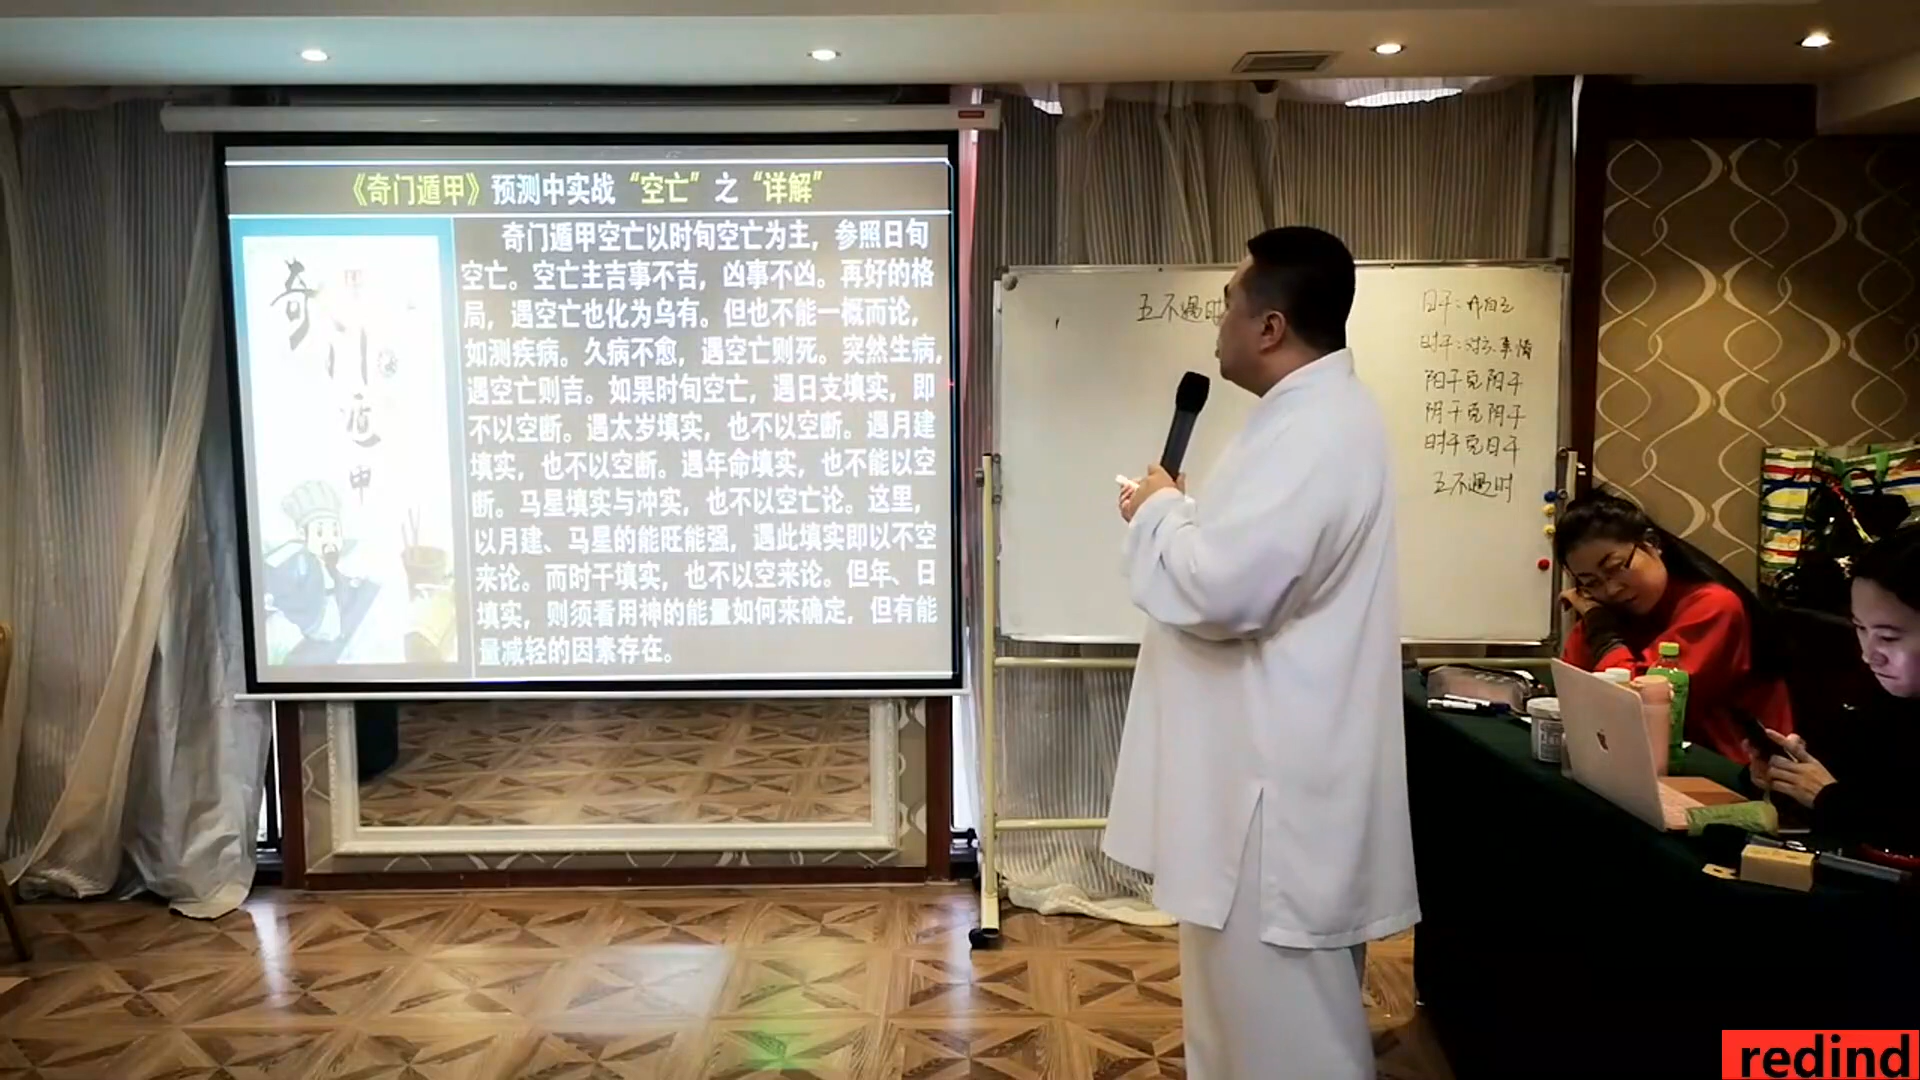 《奇门遁甲》预测中实战“空亡”之“详解”
奇门遁甲空亡以时旬空亡为主，参照日旬
空亡。空亡主吉事不吉，凶事不凶。再好的格
局，遇空亡也化为乌有。但也不能一概而论，
如测疾病。久病不愈，遇空亡则死。突然生病，
遇空亡则吉。如果时旬空亡，遇日支填实，即
不以空断。遇太岁填实，也不以空断。遇月建
填实，也不以空断。遇年命填实，也不能以空
断。马星填实与冲实，也不以空亡论。这里，
以月建、马星的能旺能强，遇此填实即以不空
来论。而时干填实，也不以空来论。但年、日
填实，则须看用神的能量如何来确定，但有能
量减轻的因素存在。
奇
门
遁
甲
五不遇时
日干：
时干：对应事情
阳干克阳干
阴干克阴干
时干克日干
五不遇时
redind